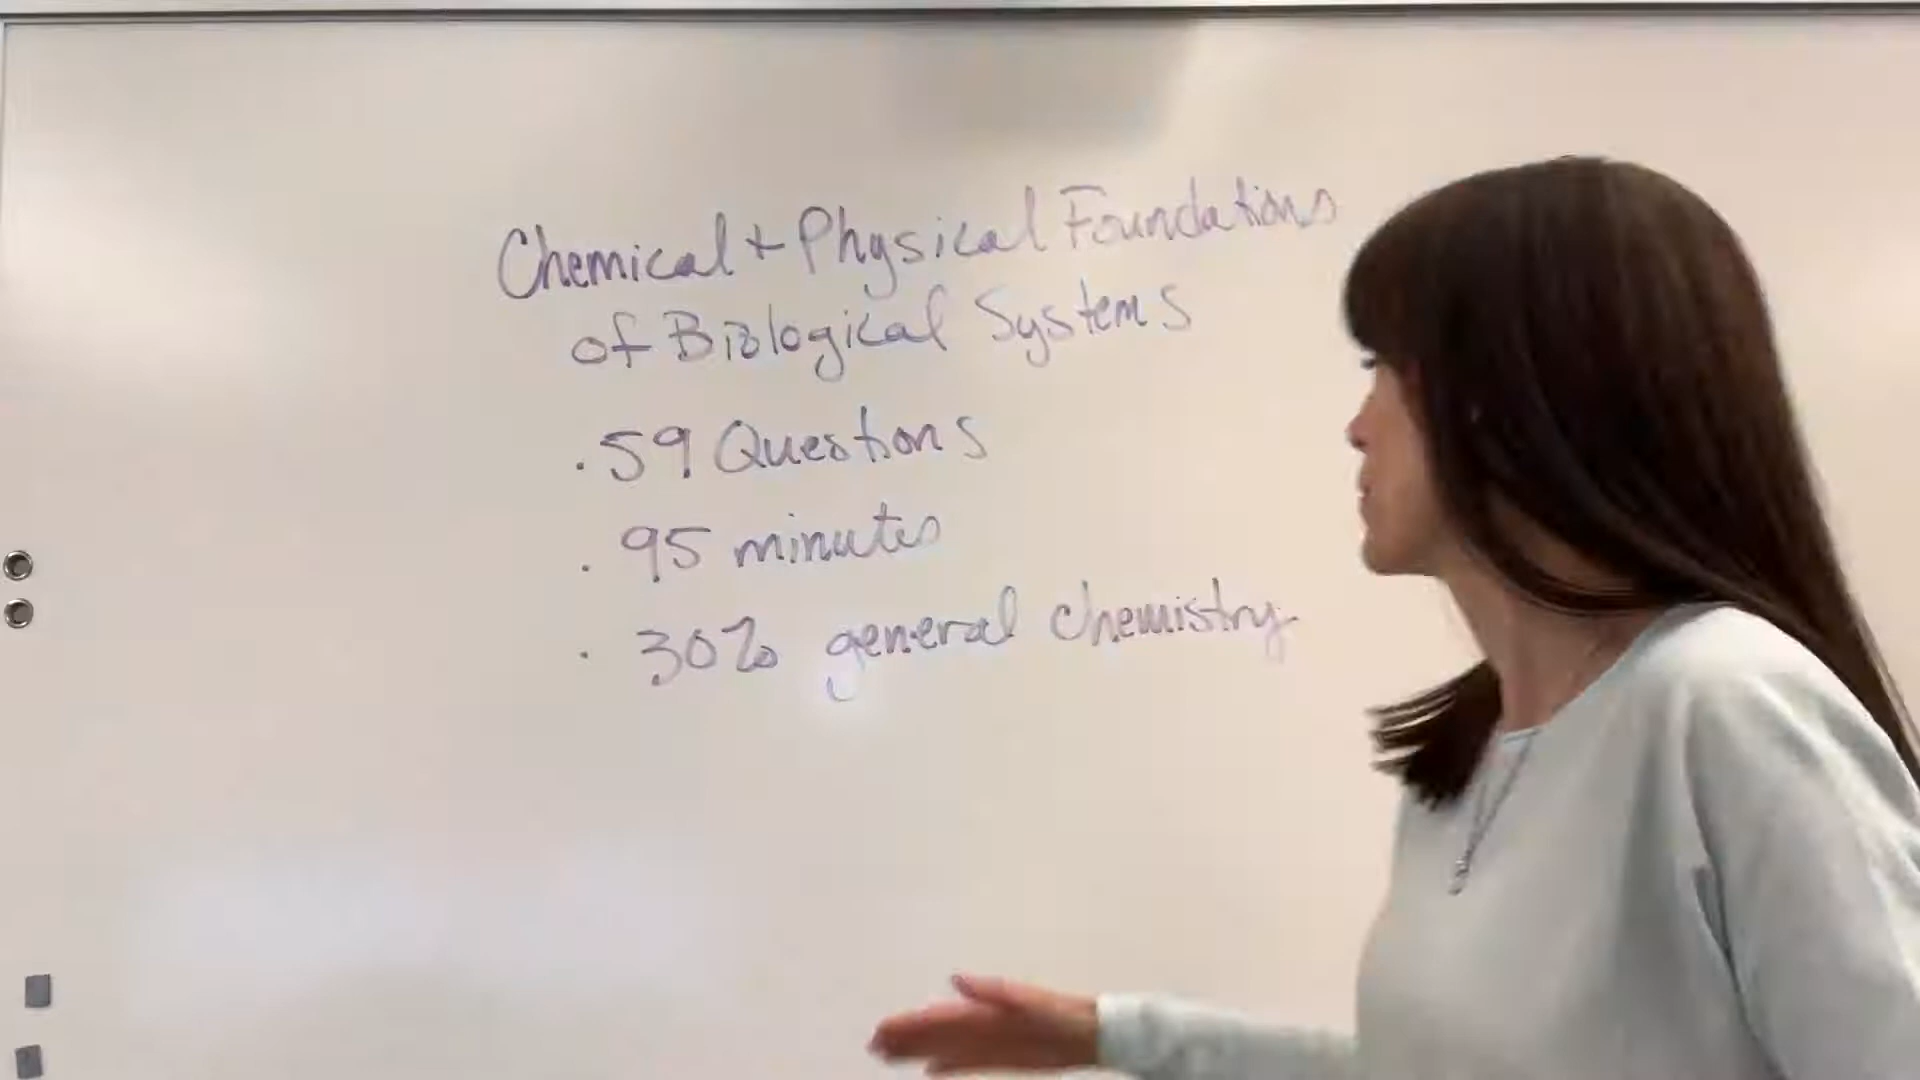 Chemical + Physical Foundations
of Biological Systems
· 59 Questions
· 95 minutes
· 30% general chemistry